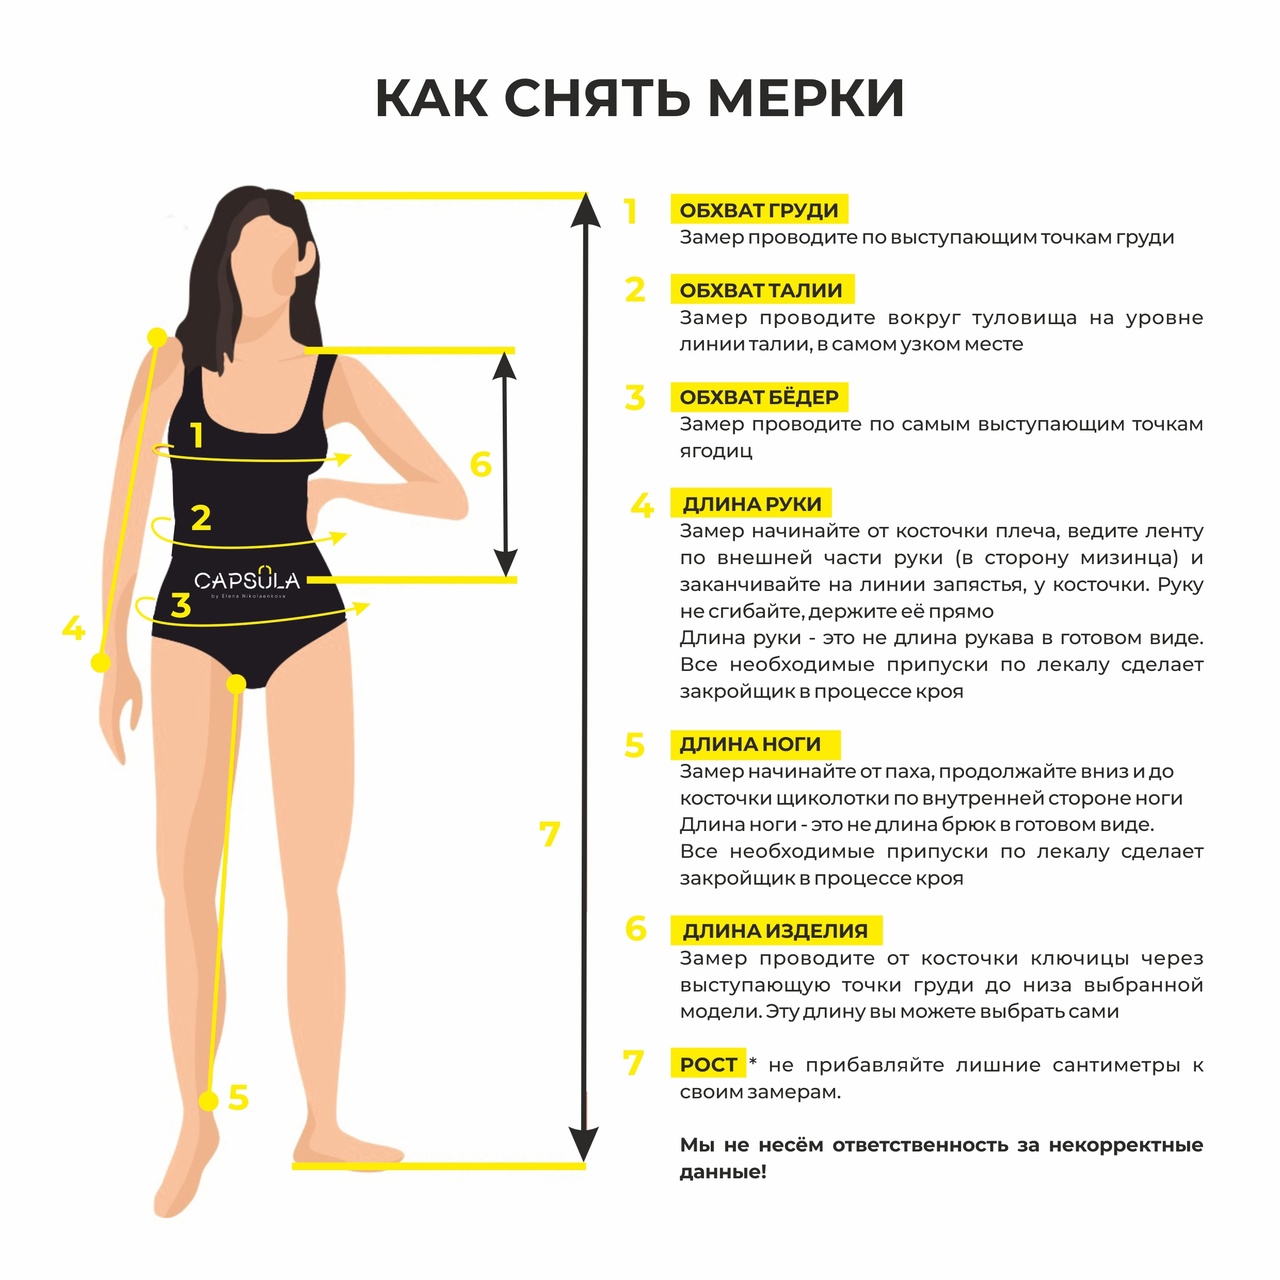 КАК СНЯТЬ МЕРКИ
1 ОБХВАТ ГРУДИ
Замер проводите по выступающим точкам груди
2 ОБХВАТ ТАЛИИ
Замер проводите вокруг туловища на уровне
линии талии, в самом узком месте
3 ОБХВАТ БЁДЕР
Замер проводите по самым выступающим точкам
ягодиц
4 ДЛИНА РУКИ
Замер начинайте от косточки плеча, ведите ленту
по внешней части руки (в сторону мизинца) и
заканчивайте на линии запястья, у косточки. Руку
не сгибайте, держите её прямо
Длина руки - это не длина рукава в готовом виде.
Все необходимые припуски по лекалу сделает
закройщик в процессе кроя
5 ДЛИНА НОГИ
Замер начинайте от паха, продолжайте вниз и до
косточки щиколотки по внутренней стороне ноги
Длина ноги - это не длина брюк в готовом виде.
Все необходимые припуски по лекалу сделает
закройщик в процессе кроя
6 ДЛИНА ИЗДЕЛИЯ
Замер проводите от косточки ключицы через
выступающую точки груди до низа выбранной
модели. Эту длину вы можете выбрать сами
7 РОСТ * не прибавляйте лишние сантиметры к
своим замерам.
Мы не несём ответственность за некорректные
данные!
1
2
3
4
5
6
7
CAPSULA
by Elena Nikolaenkova